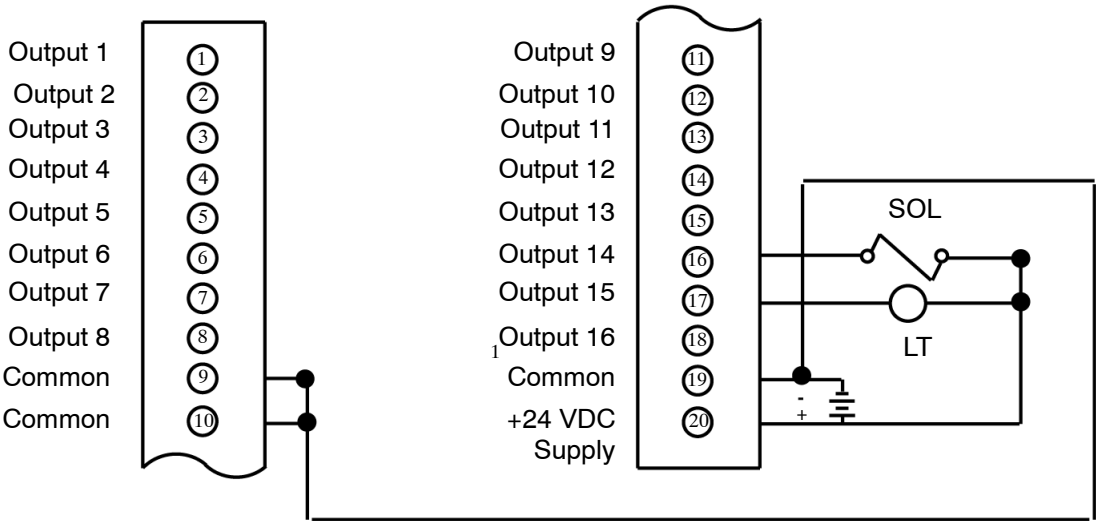 Output 1
1
Output 2
2
Output 3
3
Output 4
4
Output 5
5
Output 6
6
Output 7
7
Output 8
8
Common
9
Common
10
Output 9
11
Output 10
12
Output 11
13
Output 12
14
Output 13
15
Output 14
16
Output 15
17
Output 16
18
1
Common
19
+24 VDC
Supply
20
SOL
LT
-
+